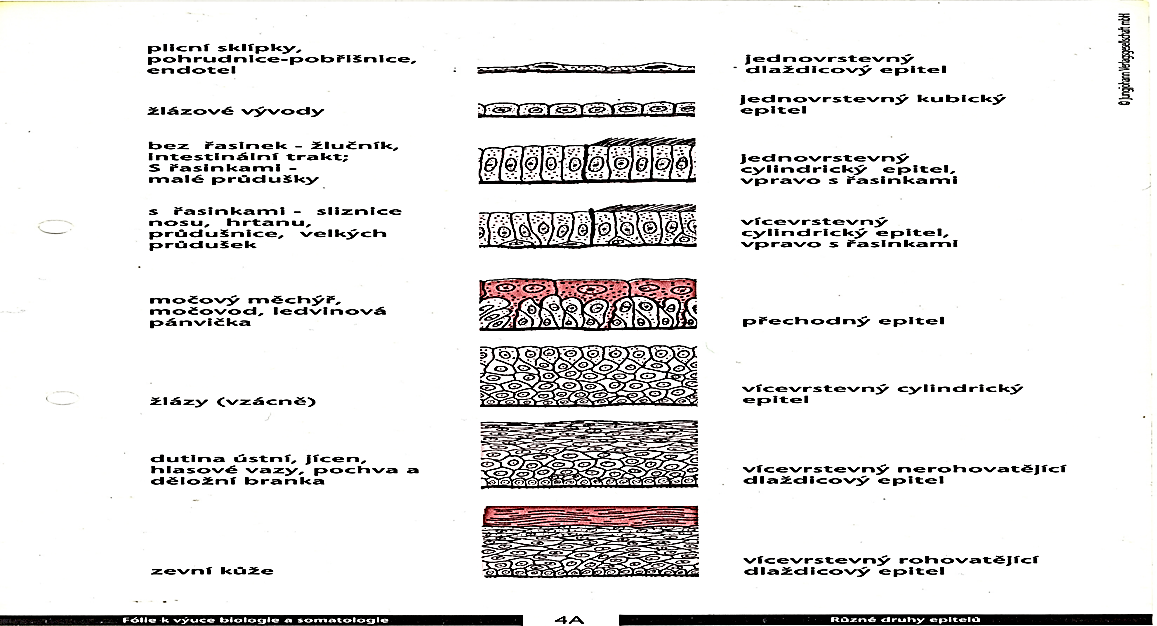 © Jungjohann Verlagsgesellschaft mbH
plicní sklípky,
pohrudnice-pobřišnice,
endotel
jednovrstevný
dlaždicový epitel
žlázové vývody
jednovrstevný kubický
epitel
bez řasinek - žlučník,
intestinální trakt;
S řasinkami -
malé průdušky
jednovrstevný
cylindrický epitel,
vpravo s řasinkami
s řasinkami - sliznice
nosu, hrtanu,
průdušnice, velkých
průdušek
vícevrstevný
cylindrický epitel,
vpravo s řasinkami
močový měchýř,
močovod, ledvinová
pánvička
přechodný epitel
žlázy (vzácně)
vícevrstevný cylindrický
epitel
dutina ústní, jícen,
hlasové vazy, pochva a
děložní branka
vícevrstevný nerohovatějící
dlaždicový epitel
zevní kůže
vícevrstevný rohovatějící
dlaždicový epitel
Fólie k výuce biologie a somatologie
4A
Různé druhy epitelů